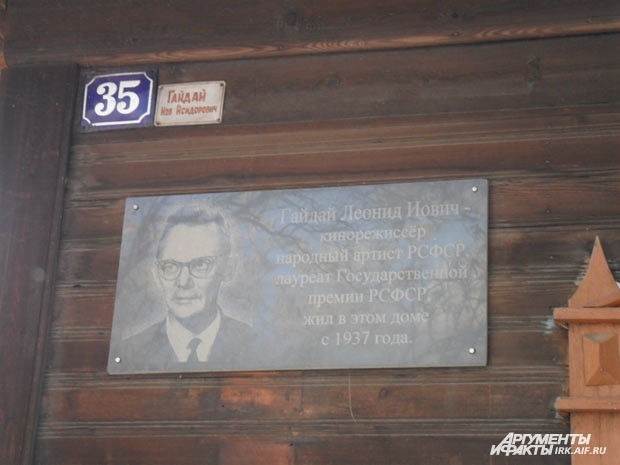 35
ГАЙДАЙ
Иов Исидорович
Гайдай Леонид Иович -
кинорежиссёр
народный артист РСФСР,
лауреат Государственной
премии РСФСР,
жил в этом доме
с 1937 года.
АРГУМЕНТЫ
И ФАКТЫ IRK.AIF.RU